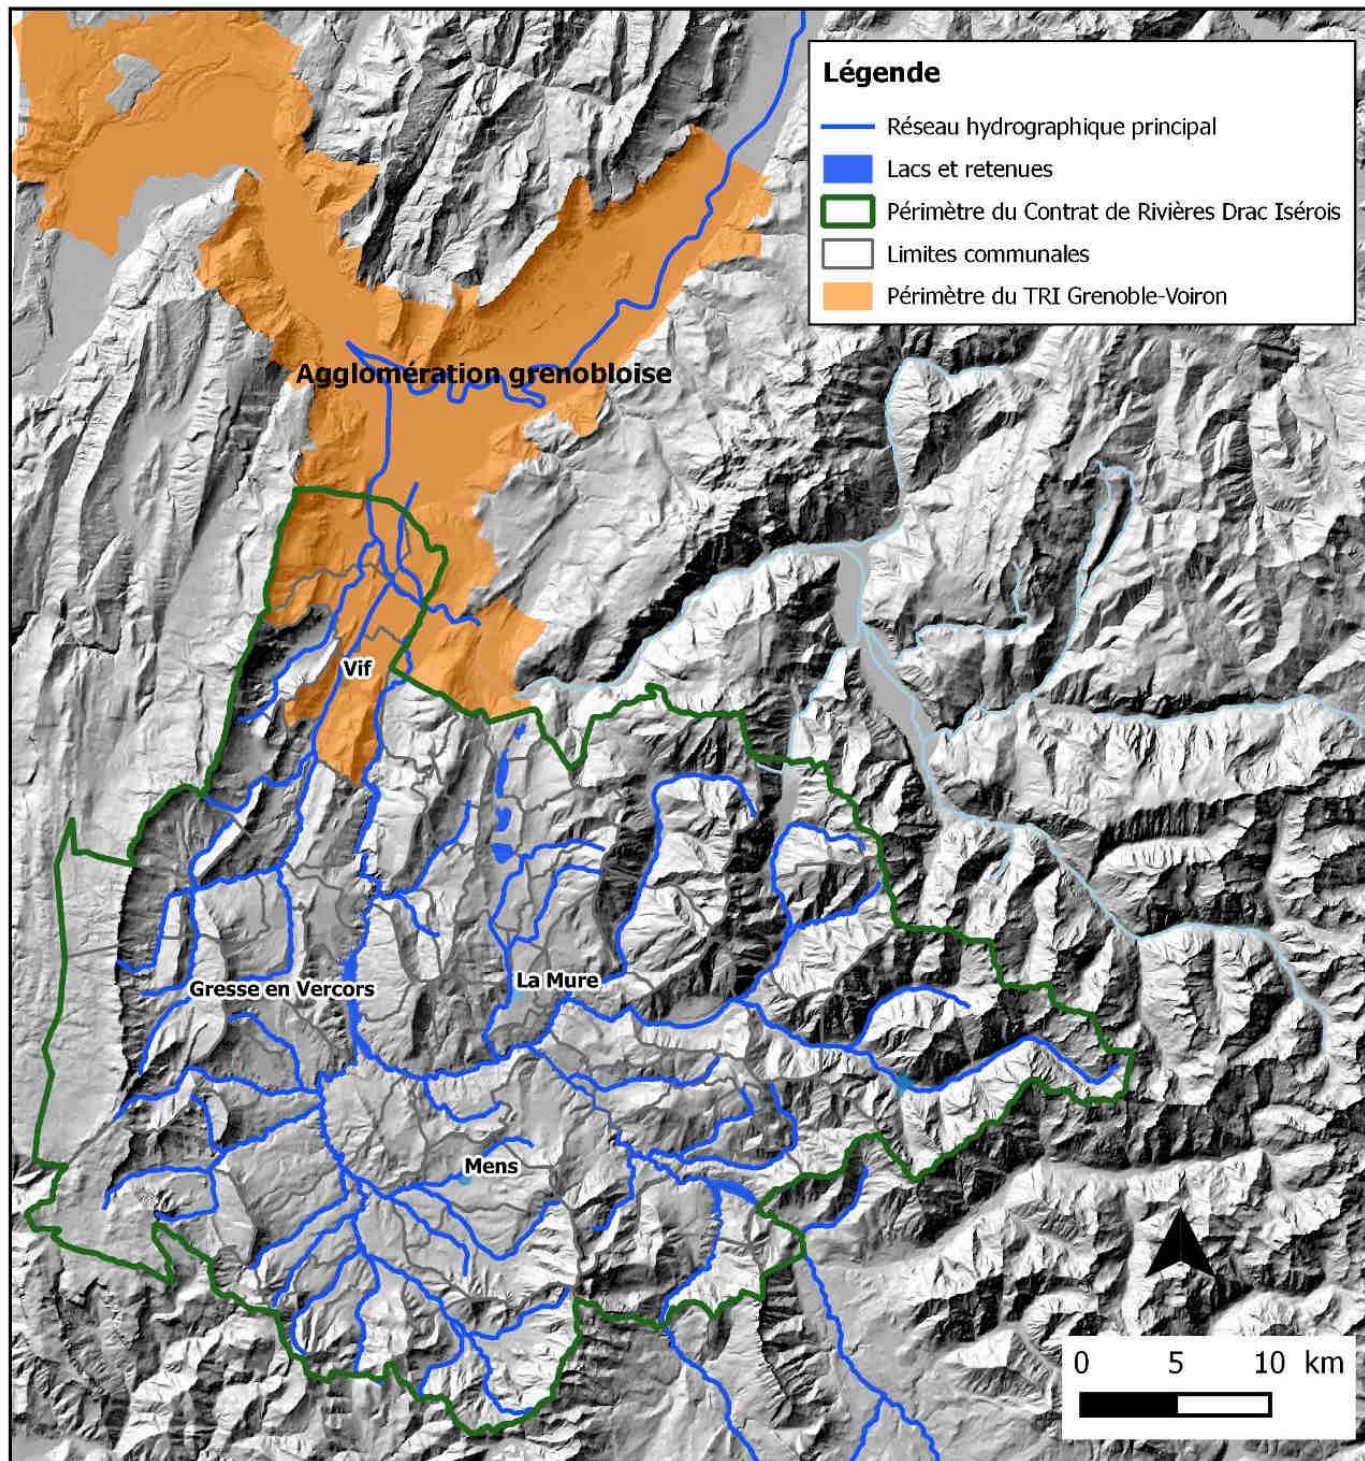 Légende
Réseau hydrographique principal
Lacs et retenues
Périmètre du Contrat de Rivières Drac Isérois
Limites communales
Périmètre du TRI Grenoble-Voiron
Agglomération grenobloise
Vif
La Mure
Gresse en Vercors
Mens
0 5 10 km